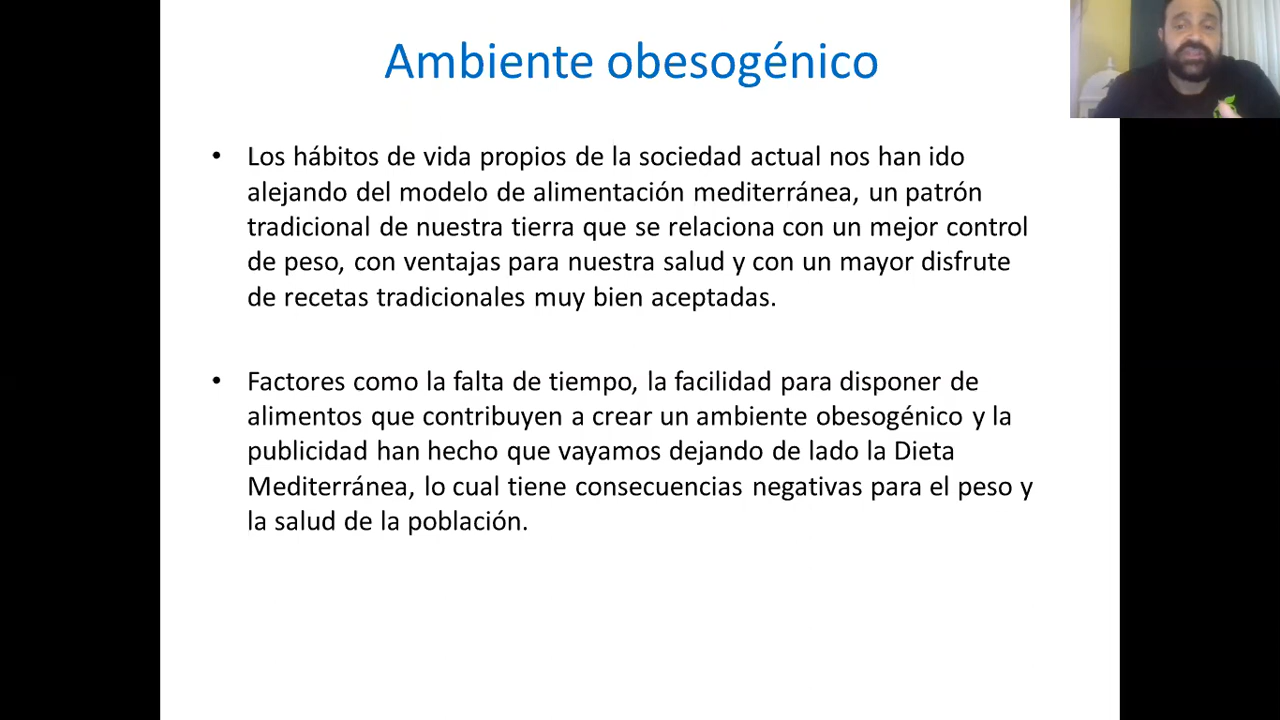 Ambiente obesogénico
• Los hábitos de vida propios de la sociedad actual nos han ido
alejando del modelo de alimentación mediterránea, un patrón
tradicional de nuestra tierra que se relaciona con un mejor control
de peso, con ventajas para nuestra salud y con un mayor disfrute
de recetas tradicionales muy bien aceptadas.
• Factores como la falta de tiempo, la facilidad para disponer de
alimentos que contribuyen a crear un ambiente obesogénico y la
publicidad han hecho que vayamos dejando de lado la Dieta
Mediterránea, lo cual tiene consecuencias negativas para el peso y
la salud de la población.